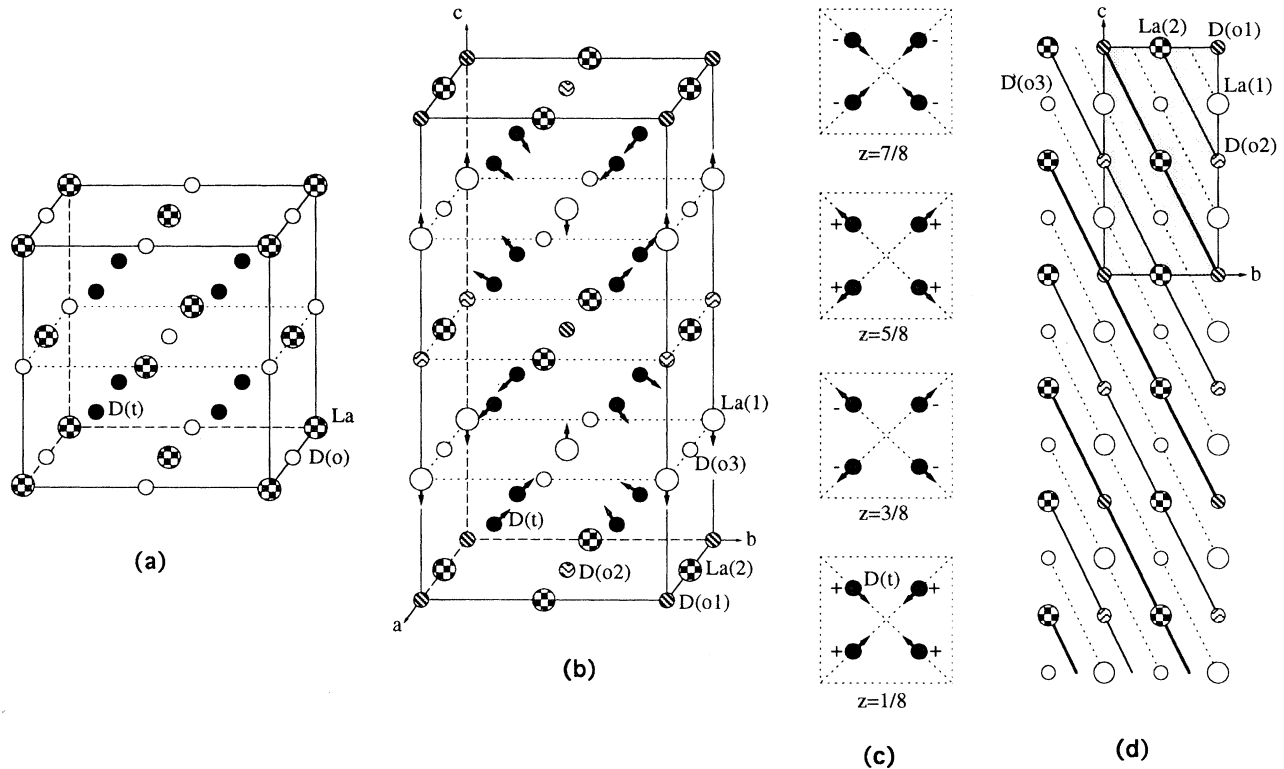 La
D(t)
D(o)
(a)
c
La(1)
D(o3)
D(t)
b
D(o2)
La(2)
D(o1)
a
(b)
- -
- -
z=7/8
+ +
+ +
z=5/8
- -
- -
z=3/8
D(t)
+ +
+ +
z=1/8
(c)
c
La(2)
D(o1)
D(o3)
La(1)
D(o2)
b
(d)